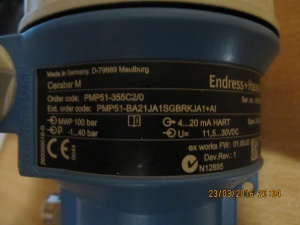 Made in Germany, D-79689 Maulburg
Cerabar M
Endress+Hau
Order code: PMP51-355C2/0
Ext. order code: PMP51-BA21JA1SGBRKJA1+AI
MWP 100 bar
P -1...40 bar
4...20 mA HART
U= 11,5...30VDC
ex works FW: 01.00.00
Dev.Rev.: 1
N12895
23/03/2016